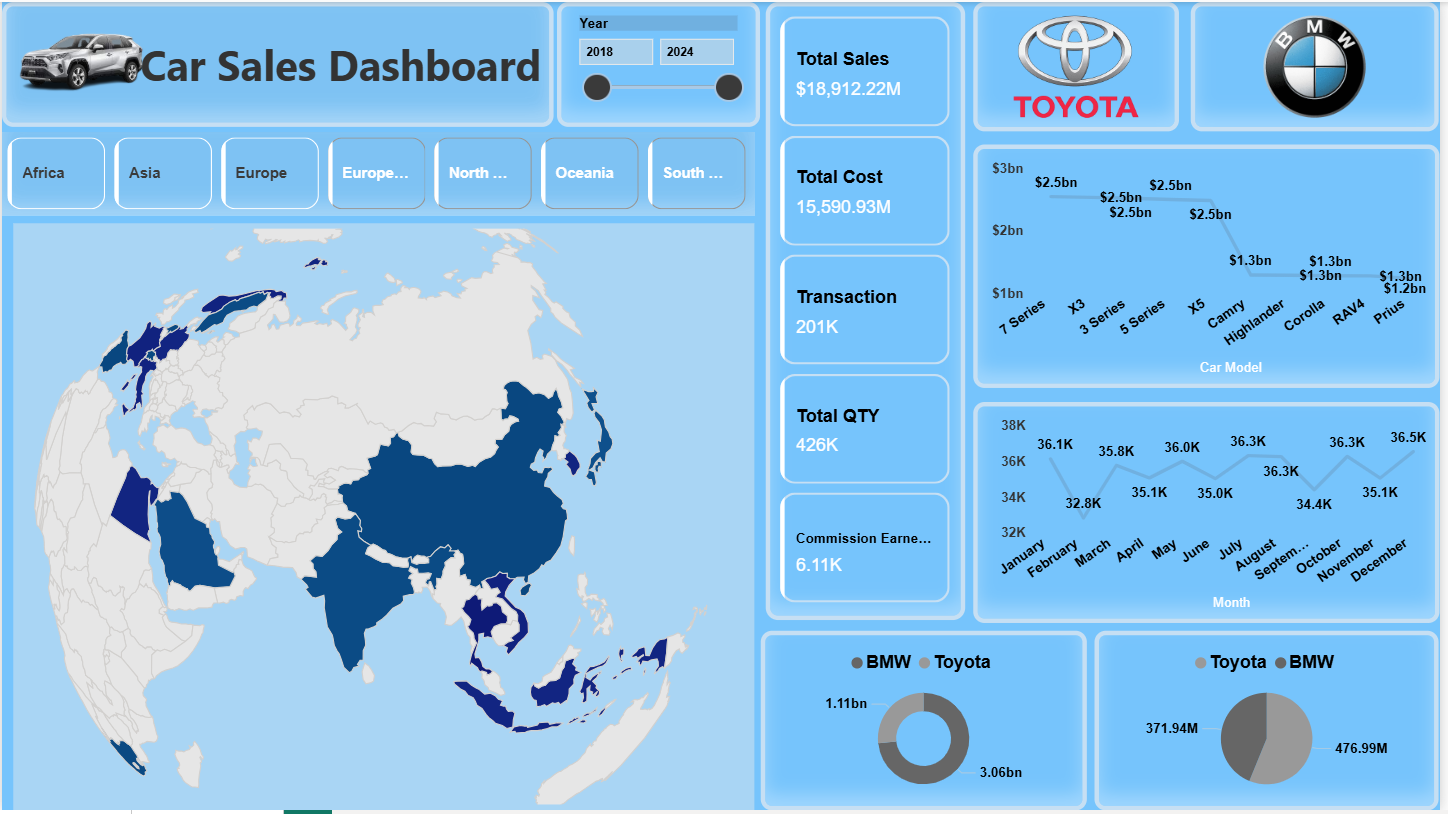 Car Sales Dashboard
Year
2018
2024
Africa
Asia
Europe
Europe...
North ...
Oceania
South ...
Total Sales
$18,912.22M
Total Cost
15,590.93M
Transaction
201K
Total QTY
426K
Commission Earne...
6.11K
TOYOTA
BMW
$3bn
$2bn
$1bn
$2.5bn
$2.5bn
$2.5bn
$2.5bn
$2.5bn
$1.3bn
$1.3bn
$1.3bn
$1.3bn
$1.2bn
7 Series
X3
3 Series
5 Series
X5
Camry
Highlander
Corolla
RAV4
Prius
Car Model
38K
36K
34K
32K
36.1K
32.8K
35.8K
35.1K
36.0K
35.0K
36.3K
36.3K
34.4K
36.3K
35.1K
36.5K
January
February
March
April
May
June
July
August
Septem...
October
November
December
Month
BMW Toyota
1.11bn
3.06bn
Toyota BMW
371.94M
476.99M